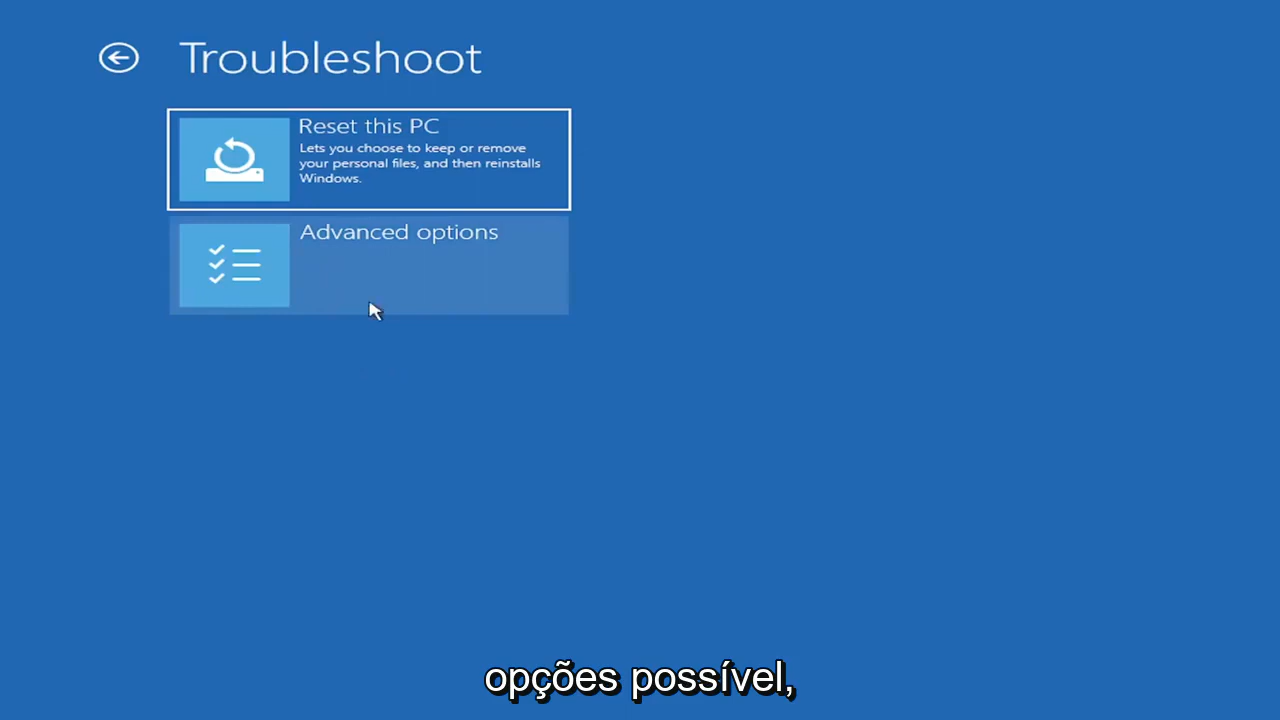 Troubleshoot
Reset this PC
Lets you choose to keep or remove
your personal files, and then reinstalls
Windows.
Advanced options
opções possível,